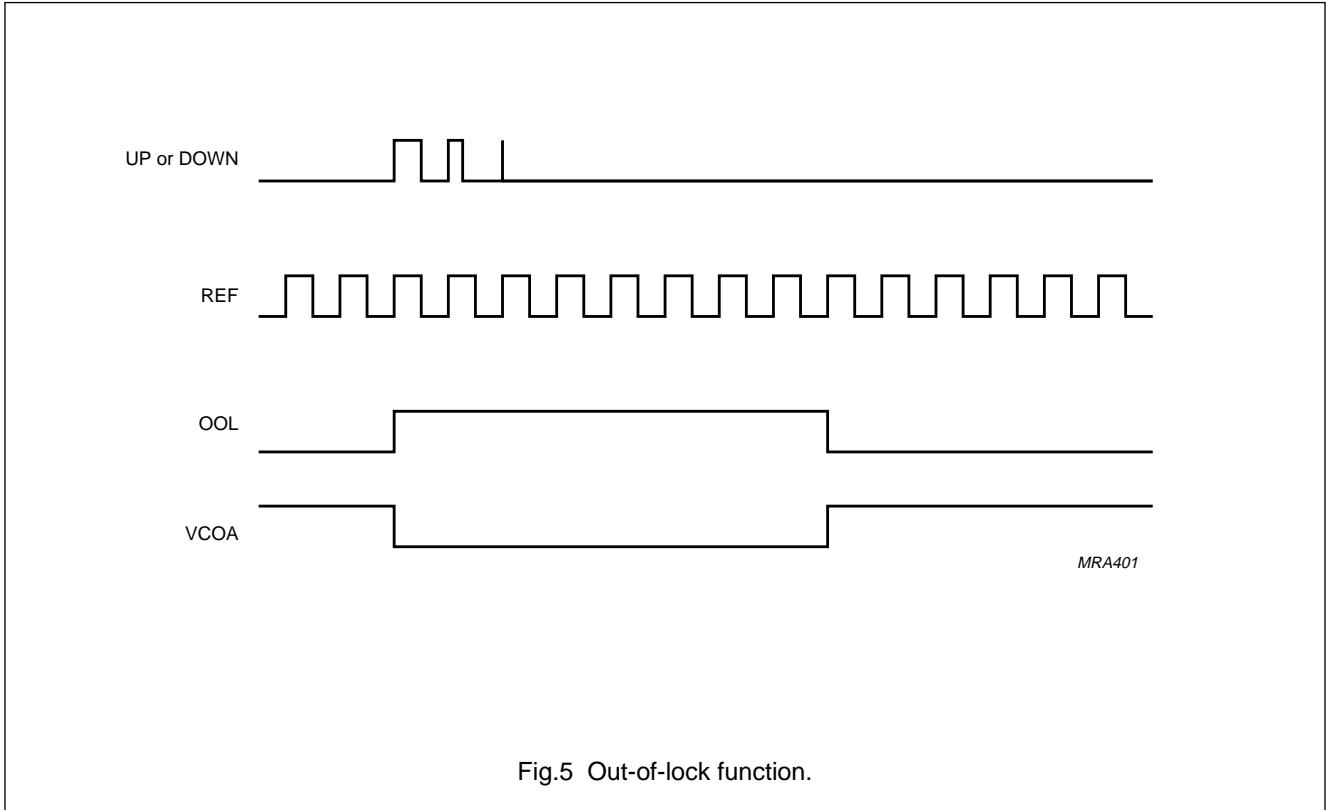 UP or DOWN
REF
OOL
VCOA
MRA401
Fig.5 Out-of-lock function.